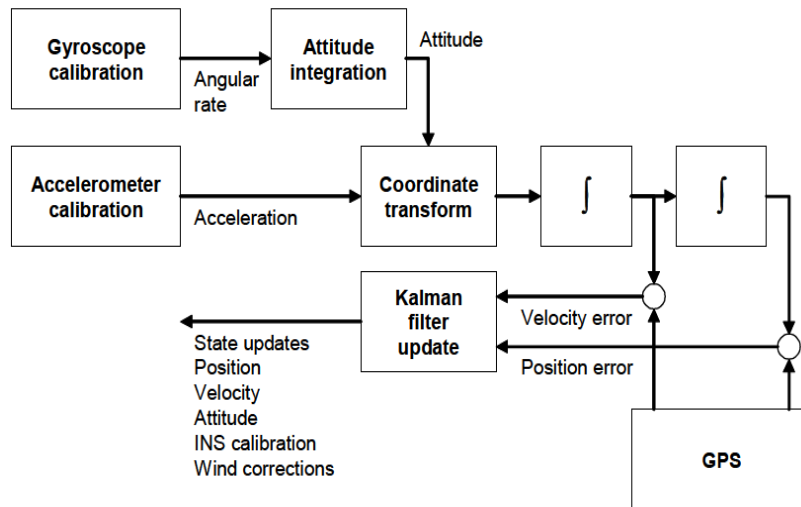 Gyroscope
calibration
Angular
rate
Attitude
integration
Attitude
Accelerometer
calibration
Acceleration
Coordinate
transform
∫
∫
Kalman
filter
update
Velocity error
Position error
State updates
Position
Velocity
Attitude
INS calibration
Wind corrections
GPS